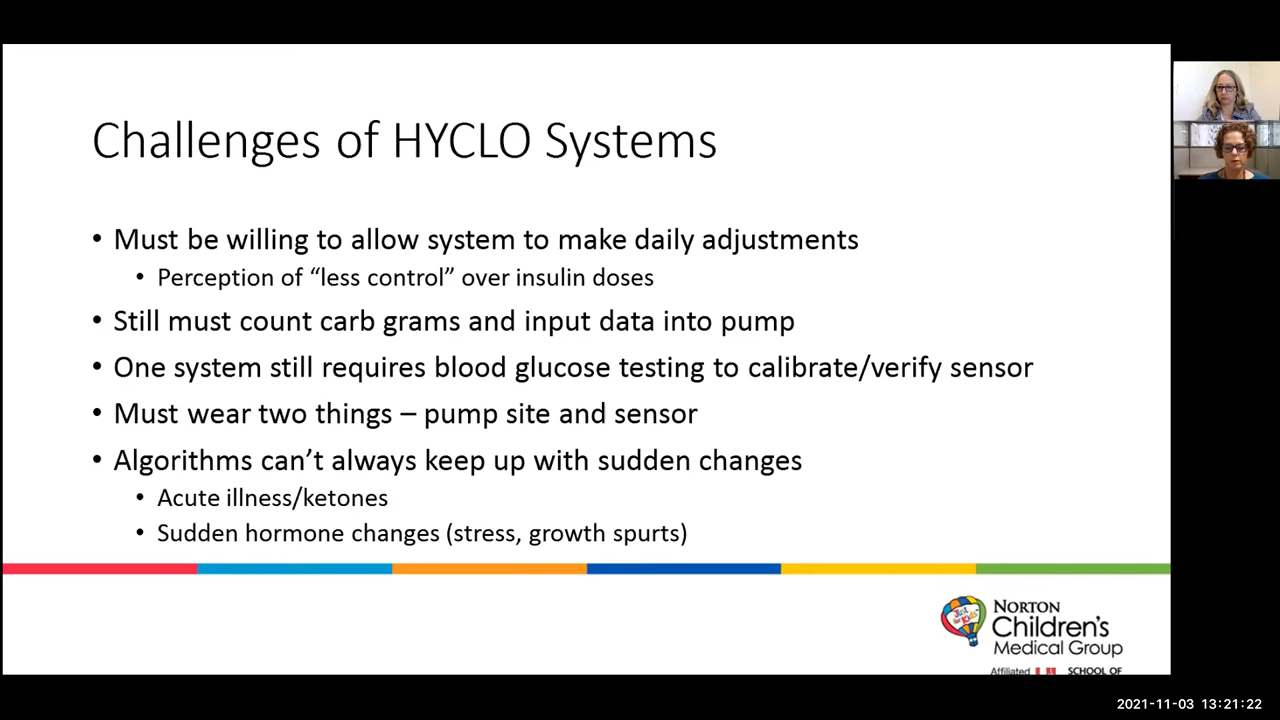 Challenges of HYCLO Systems
• Must be willing to allow system to make daily adjustments
• Perception of “less control” over insulin doses
• Still must count carb grams and input data into pump
• One system still requires blood glucose testing to calibrate/verify sensor
• Must wear two things – pump site and sensor
• Algorithms can’t always keep up with sudden changes
• Acute illness/ketones
• Sudden hormone changes (stress, growth spurts)
Just for Kids
NORTON
Children’s
Medical Group
Affiliated SCHOOL OF
2021-11-03 13:21:22